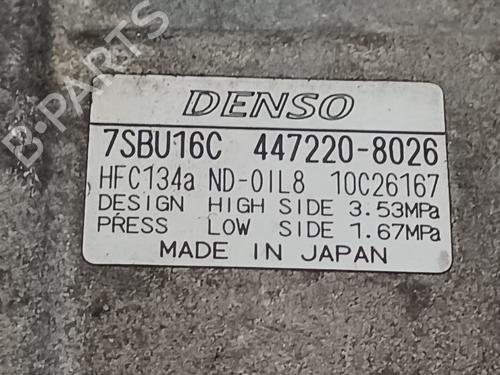 B-PARTS
DENSO
7SBU16C 447220-8026
HFC134a ND-OIL8 10C26167
DESIGN HIGH SIDE 3.53MPa
PRESS LOW SIDE 1.67MPa
MADE IN JAPAN